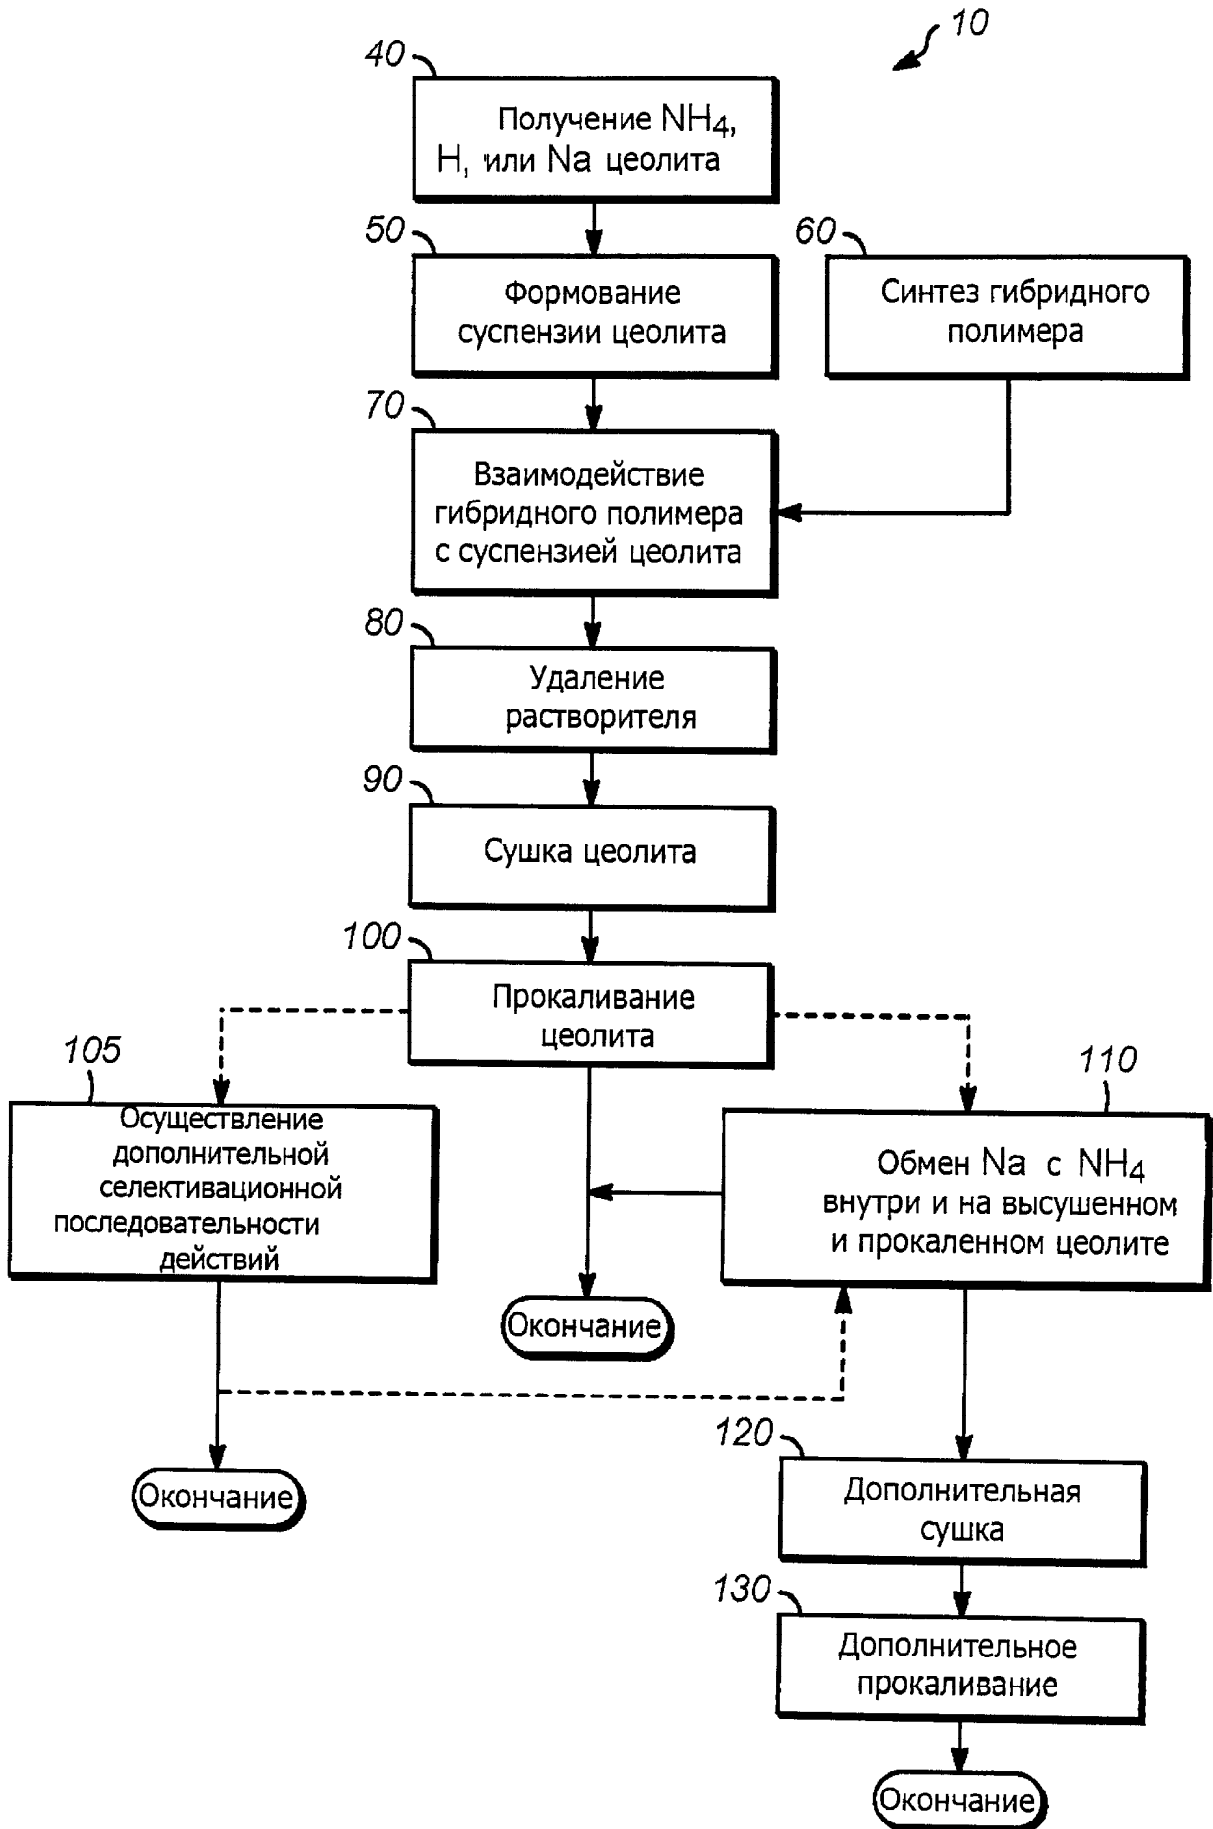 10
40
Получение NH4,
H, или Na цеолита
50
Формование
суспензии цеолита
60
Синтез гибридного
полимера
70
Взаимодействие
гибридного полимера
с суспензией цеолита
80
Удаление
растворителя
90
Сушка цеолита
100
Прокаливание
цеолита
105
Осуществление
дополнительной
селективационной
последовательности
действий
110
Обмен Na с NH4
внутри и на высушенном
и прокаленном цеолите
Окончание
Окончание
120
Дополнительная
сушка
130
Дополнительное
прокаливание
Окончание